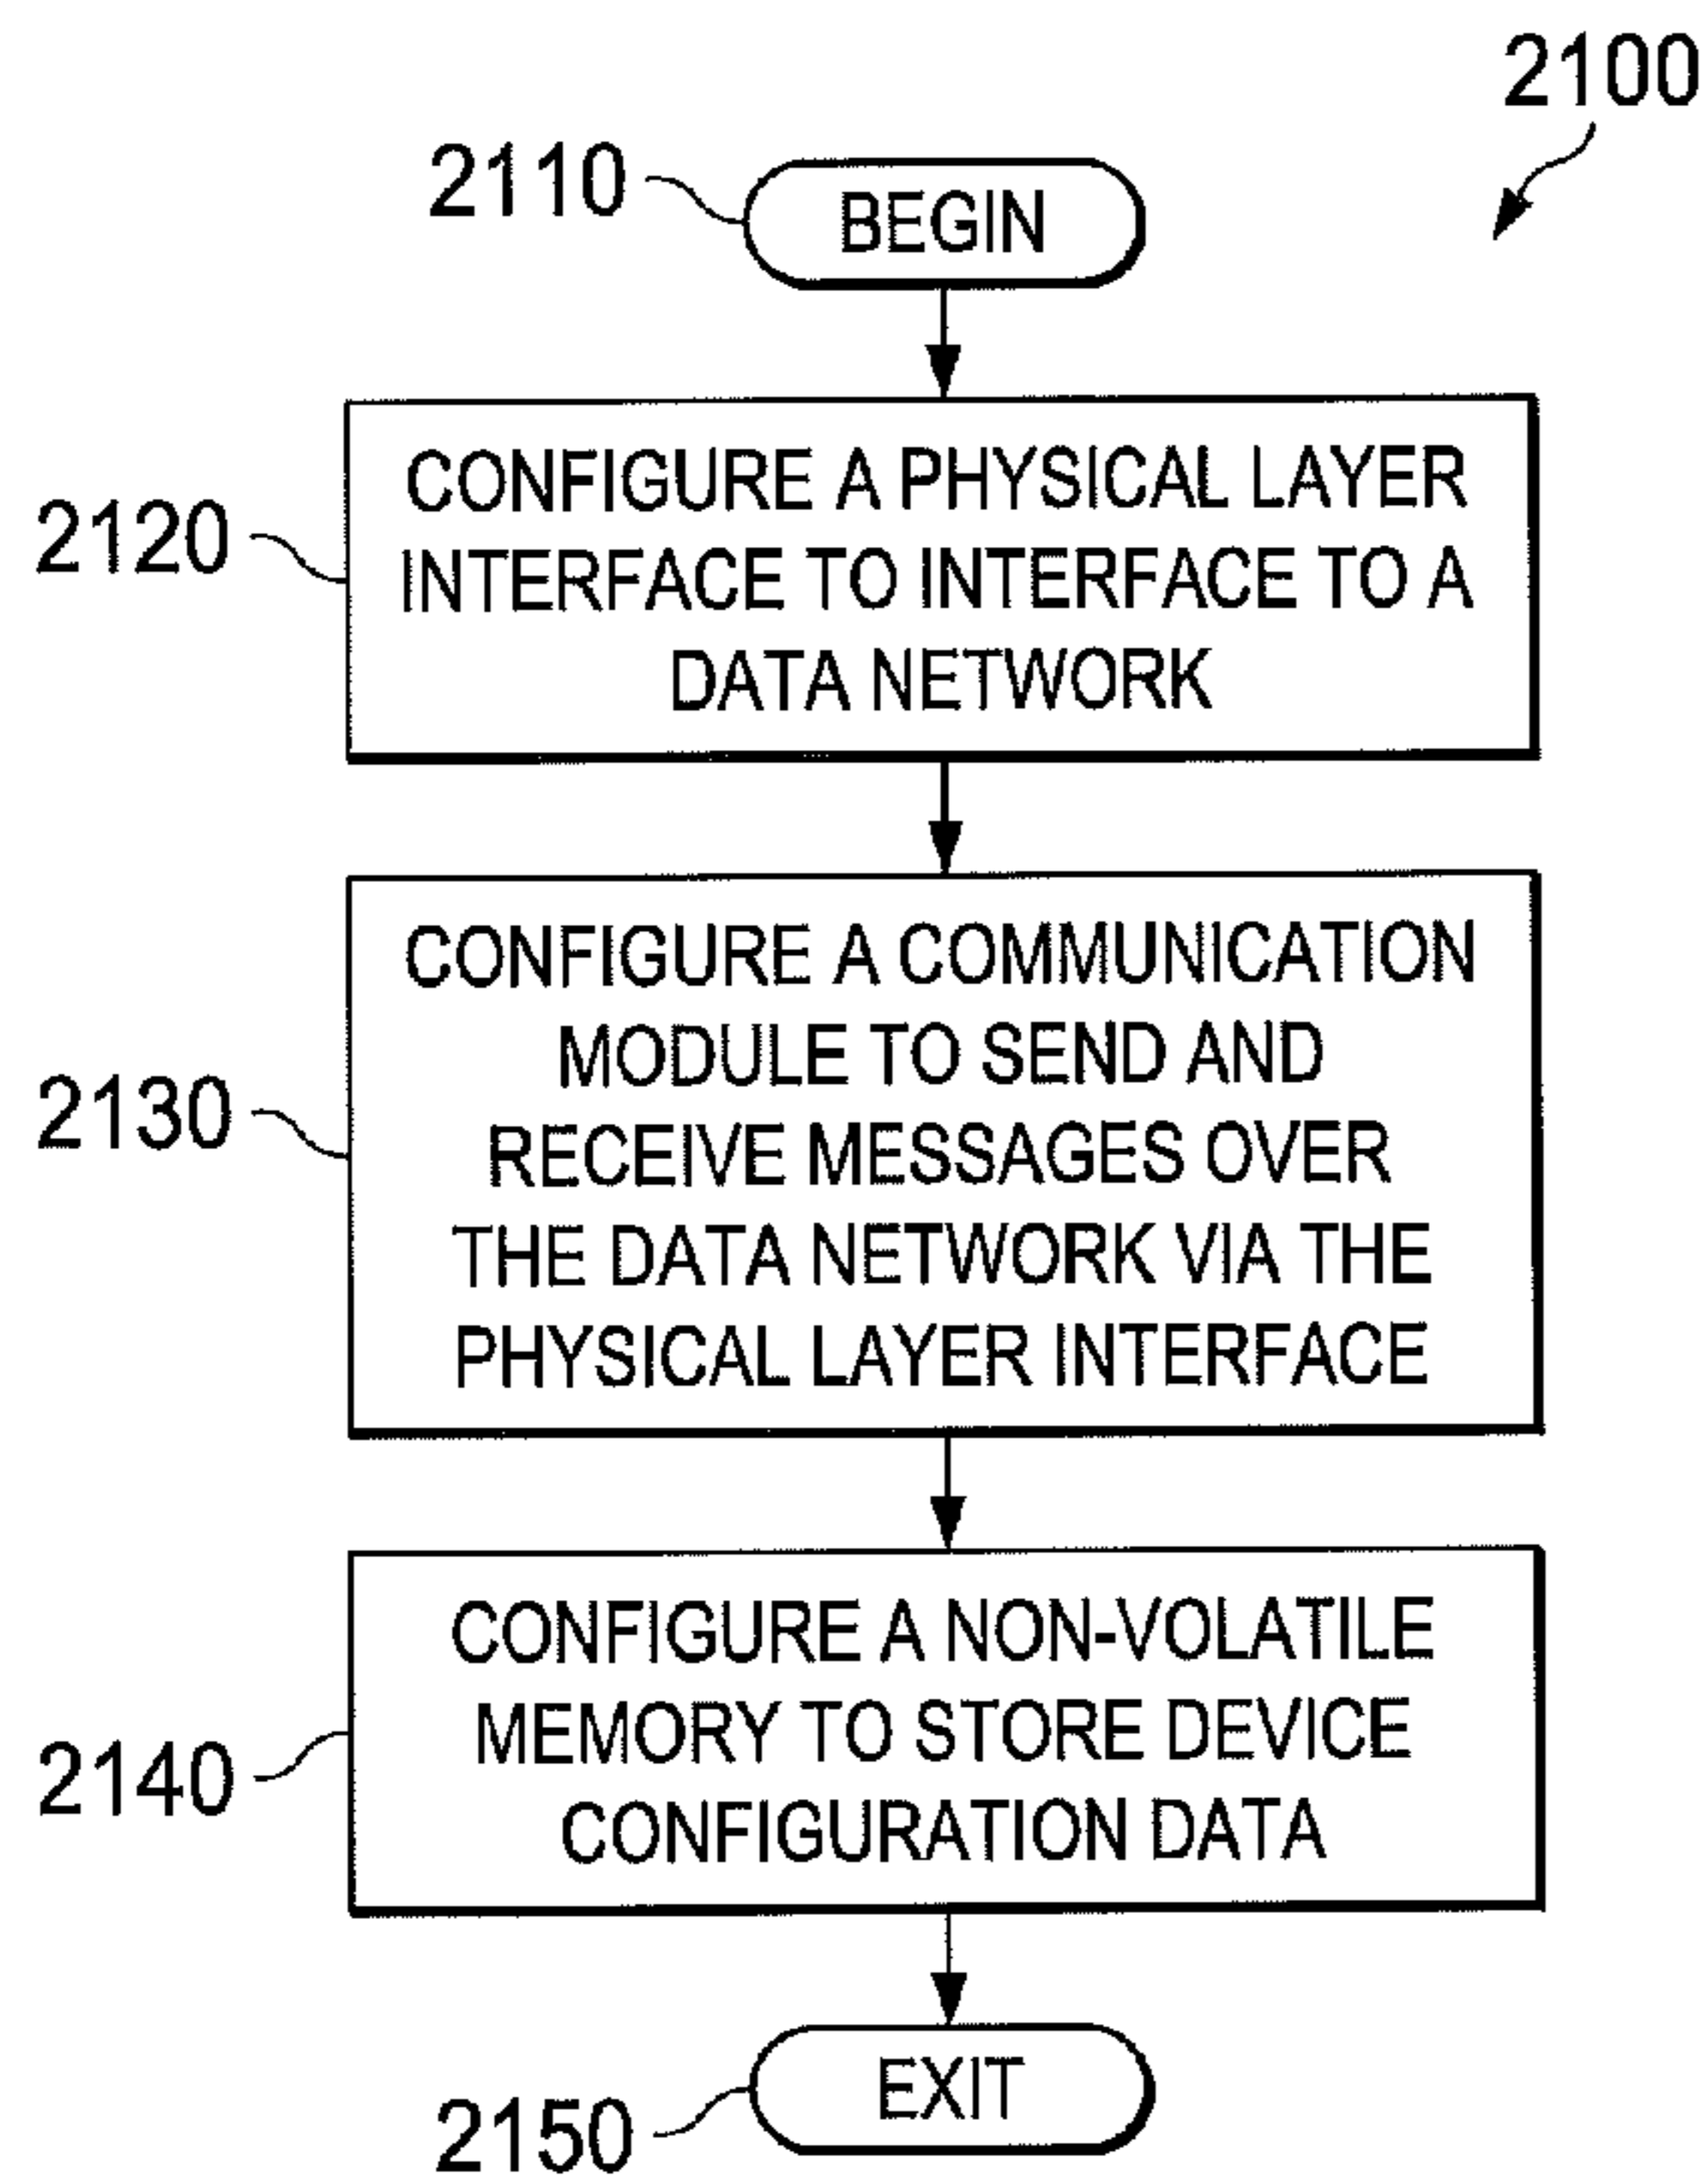 2100
2110
BEGIN
2120
CONFIGURE A PHYSICAL LAYER
INTERFACE TO INTERFACE TO A
DATA NETWORK
2130
CONFIGURE A COMMUNICATION
MODULE TO SEND AND
RECEIVE MESSAGES OVER
THE DATA NETWORK VIA THE
PHYSICAL LAYER INTERFACE
2140
CONFIGURE A NON-VOLATILE
MEMORY TO STORE DEVICE
CONFIGURATION DATA
2150
EXIT